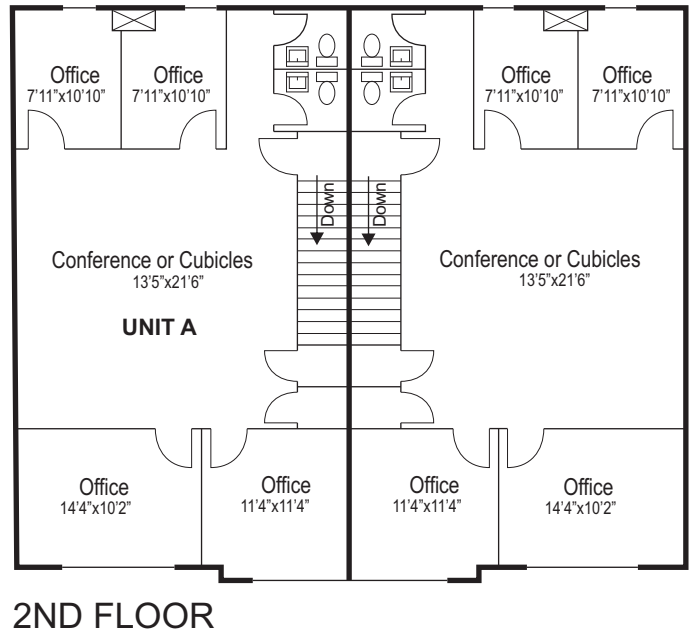 Office
7'11"x10'10"
Office
7'11"x10'10"
Office
7'11"x10'10"
Office
7'11"x10'10"
Down
Down
Conference or Cubicles
13'5"x21'6"
UNIT A
Conference or Cubicles
13'5"x21'6"
Office
14'4"x10'2"
Office
11'4"x11'4"
Office
11'4"x11'4"
Office
14'4"x10'2"
2ND FLOOR